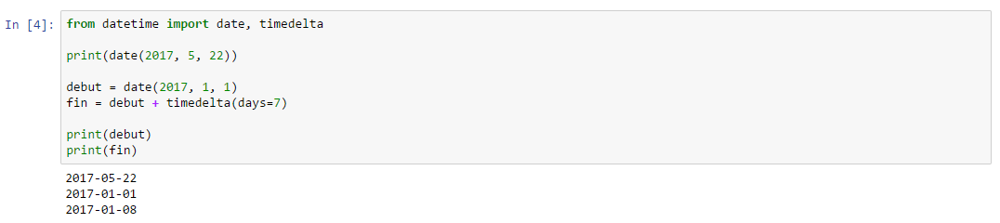 In [4]: from datetime import date, timedelta
print(date(2017, 5, 22))
debut = date(2017, 1, 1)
fin = debut + timedelta(days=7)
print(debut)
print(fin)
2017-05-22
2017-01-01
2017-01-08